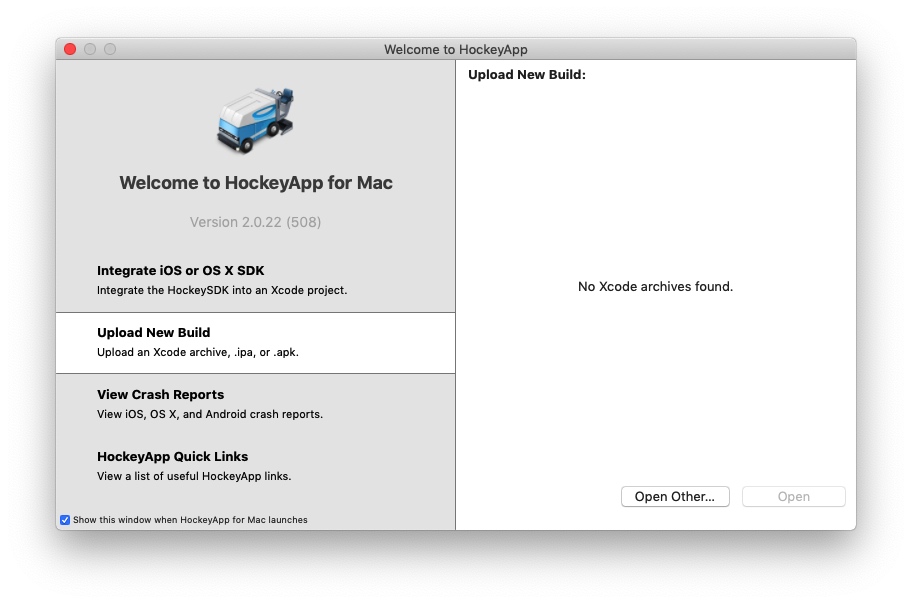 Welcome to HockeyApp
Welcome to HockeyApp for Mac
Version 2.0.22 (508)
Integrate iOS or OS X SDK
Integrate the HockeySDK into an Xcode project.
Upload New Build
Upload an Xcode archive, .ipa, or .apk.
View Crash Reports
View iOS, OS X, and Android crash reports.
HockeyApp Quick Links
View a list of useful HockeyApp links.
Show this window when HockeyApp for Mac launches
Upload New Build:
No Xcode archives found.
Open Other...
Open